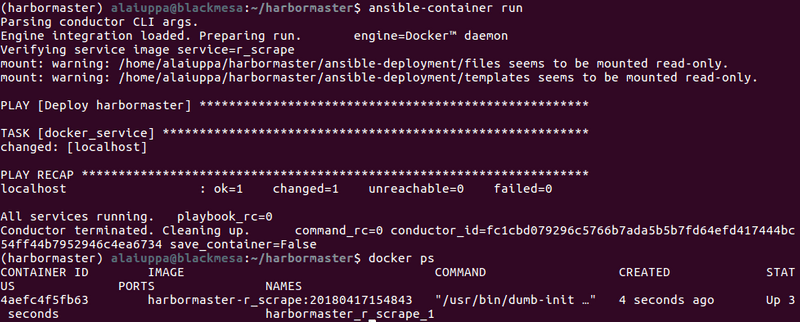 (harbormaster) alaiuppa@blackmesa:~/harbormaster$ ansible-container run
Parsing conductor CLI args.
Engine integration loaded. Preparing run.       engine=Docker™ daemon
Verifying service image service=r_scrape
mount: warning: /home/alaiuppa/harbormaster/ansible-deployment/files seems to be mounted read-only.
mount: warning: /home/alaiuppa/harbormaster/ansible-deployment/templates seems to be mounted read-only.
PLAY [Deploy harbormaster] *****************************************************
TASK [docker_service] **********************************************************
changed: [localhost]
PLAY RECAP *********************************************************************
localhost                  : ok=1    changed=1    unreachable=0    failed=0
All services running.   playbook_rc=0
Conductor terminated. Cleaning up.      command_rc=0 conductor_id=fc1cbd079296c5766b7ada5b5b7fd64efd417444bc
54ff44b7952946c4ea6734 save_container=False
(harbormaster) alaiuppa@blackmesa:~/harbormaster$ docker ps
CONTAINER ID        IMAGE                                  COMMAND                  CREATED             STAT
US              PORTS               NAMES
4aefc4f5fb63        harbormaster-r_scrape:20180417154843   "/usr/bin/dumb-init …"   4 seconds ago       Up 3
 seconds                            harbormaster_r_scrape_1